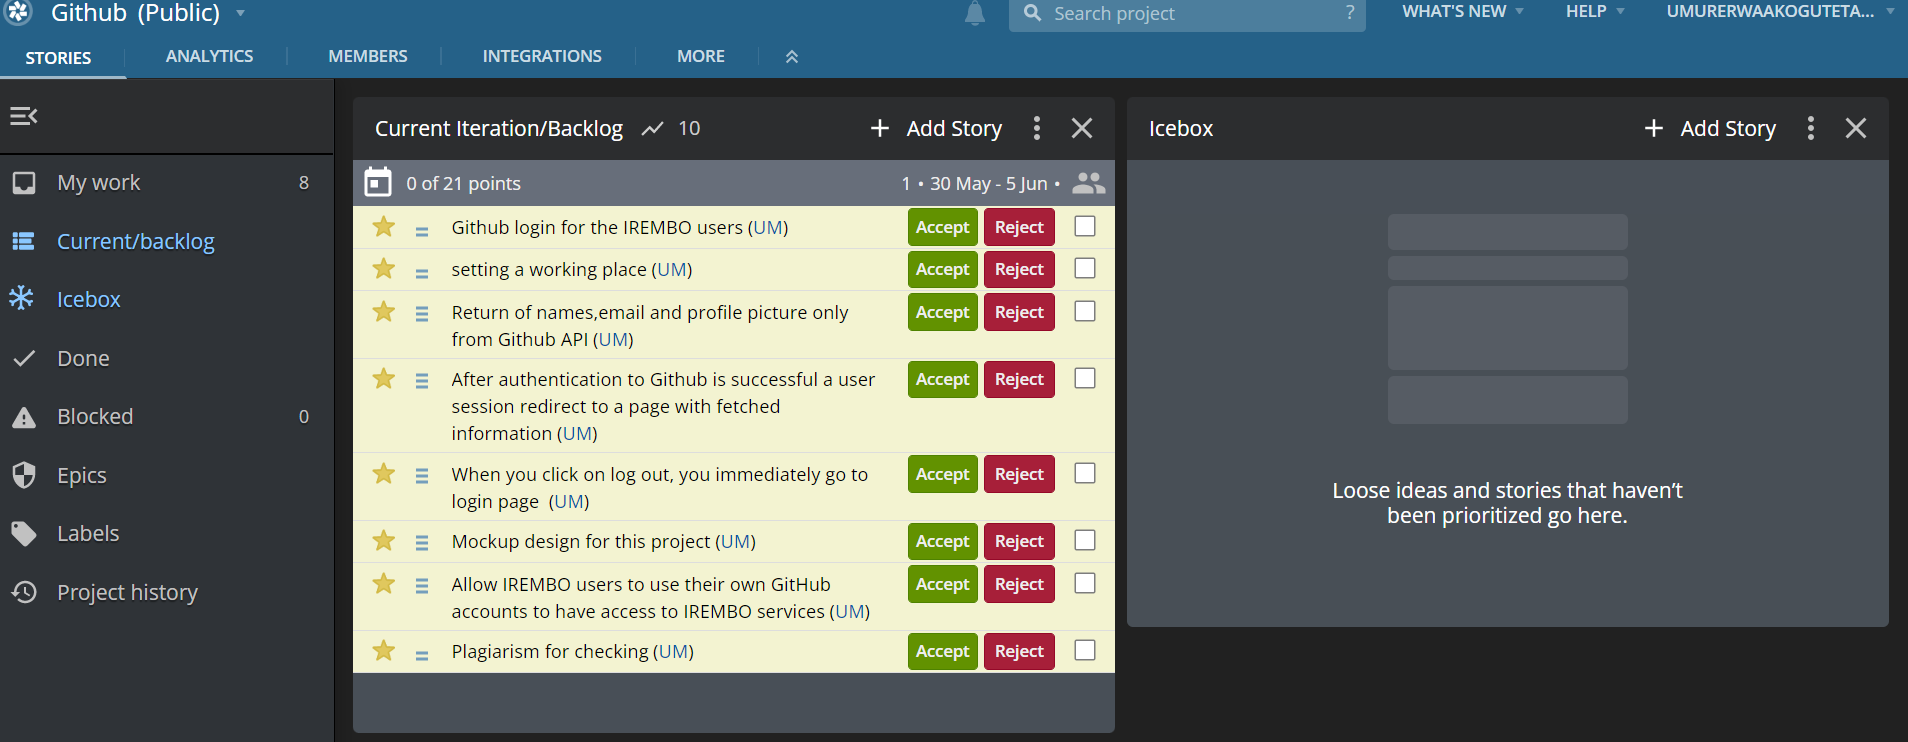 Github (Public)
Search project
?
WHAT'S NEW
HELP
UMURERWAAKOGUTETA...
STORIES
ANALYTICS
MEMBERS
INTEGRATIONS
MORE
My work
8
Current/backlog
Icebox
Done
Blocked
0
Epics
Labels
Project history
Current Iteration/Backlog
10
+ Add Story
0 of 21 points
1 • 30 May - 5 Jun •
Github login for the IREMBO users (UM)
Accept
Reject
setting a working place (UM)
Accept
Reject
Return of names,email and profile picture only
from Github API (UM)
Accept
Reject
After authentication to Github is successful a user
session redirect to a page with fetched
information (UM)
Accept
Reject
When you click on log out, you immediately go to
login page (UM)
Accept
Reject
Mockup design for this project (UM)
Accept
Reject
Allow IREMBO users to use their own GitHub
accounts to have access to IREMBO services (UM)
Accept
Reject
Plagiarism for checking (UM)
Accept
Reject
Icebox
+ Add Story
Loose ideas and stories that haven’t
been prioritized go here.